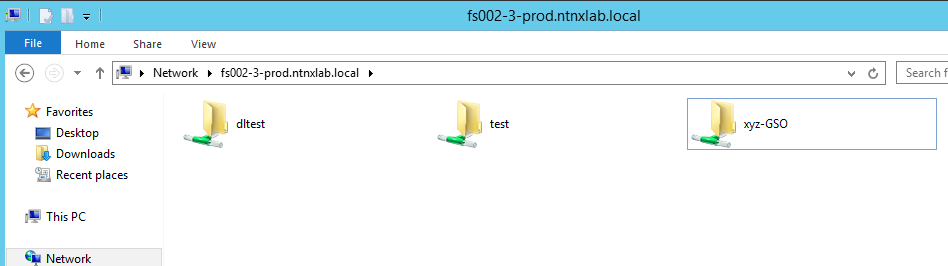 fs002-3-prod.ntnxlab.local
File Home Share View
Network fs002-3-prod.ntnxlab.local Search f
Favorites
Desktop
Downloads
Recent places
This PC
Network
dltest test xyz-GSO